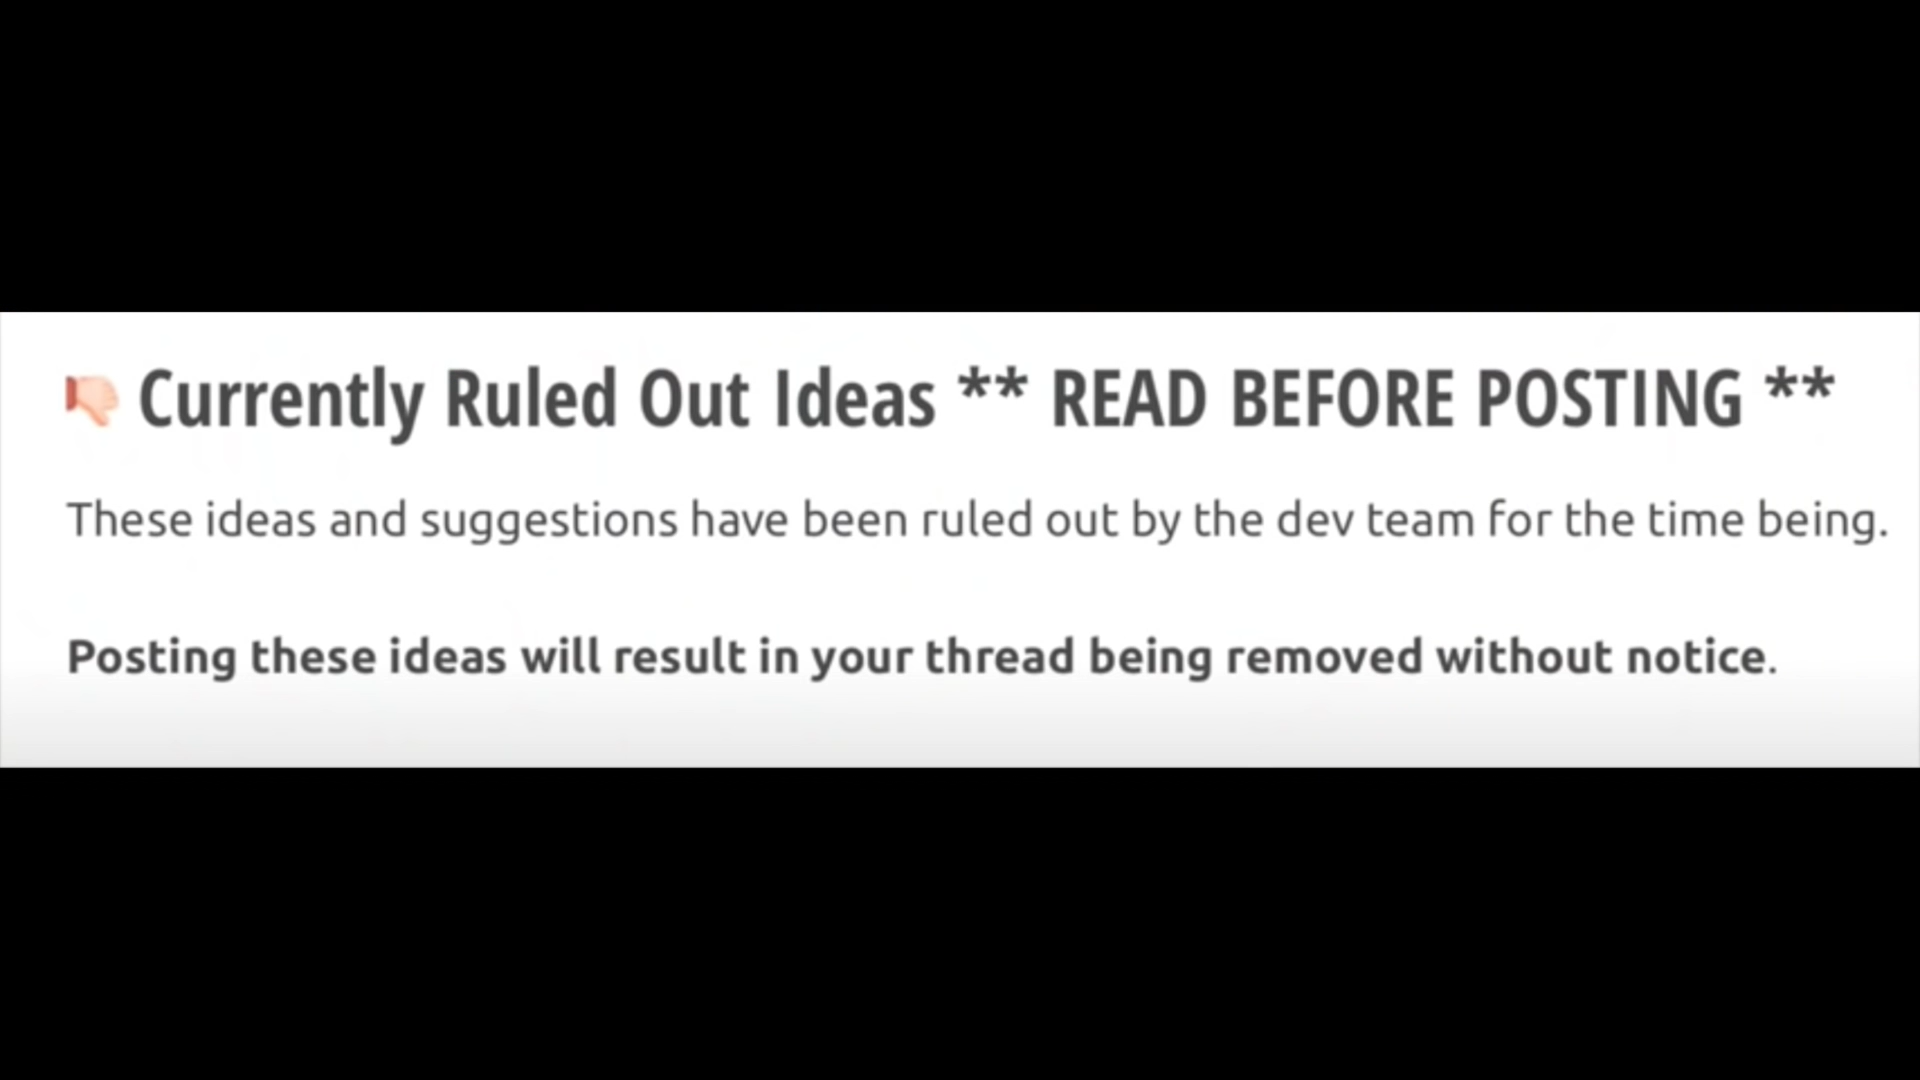 👎 Currently Ruled Out Ideas ** READ BEFORE POSTING **
These ideas and suggestions have been ruled out by the dev team for the time being.
Posting these ideas will result in your thread being removed without notice.